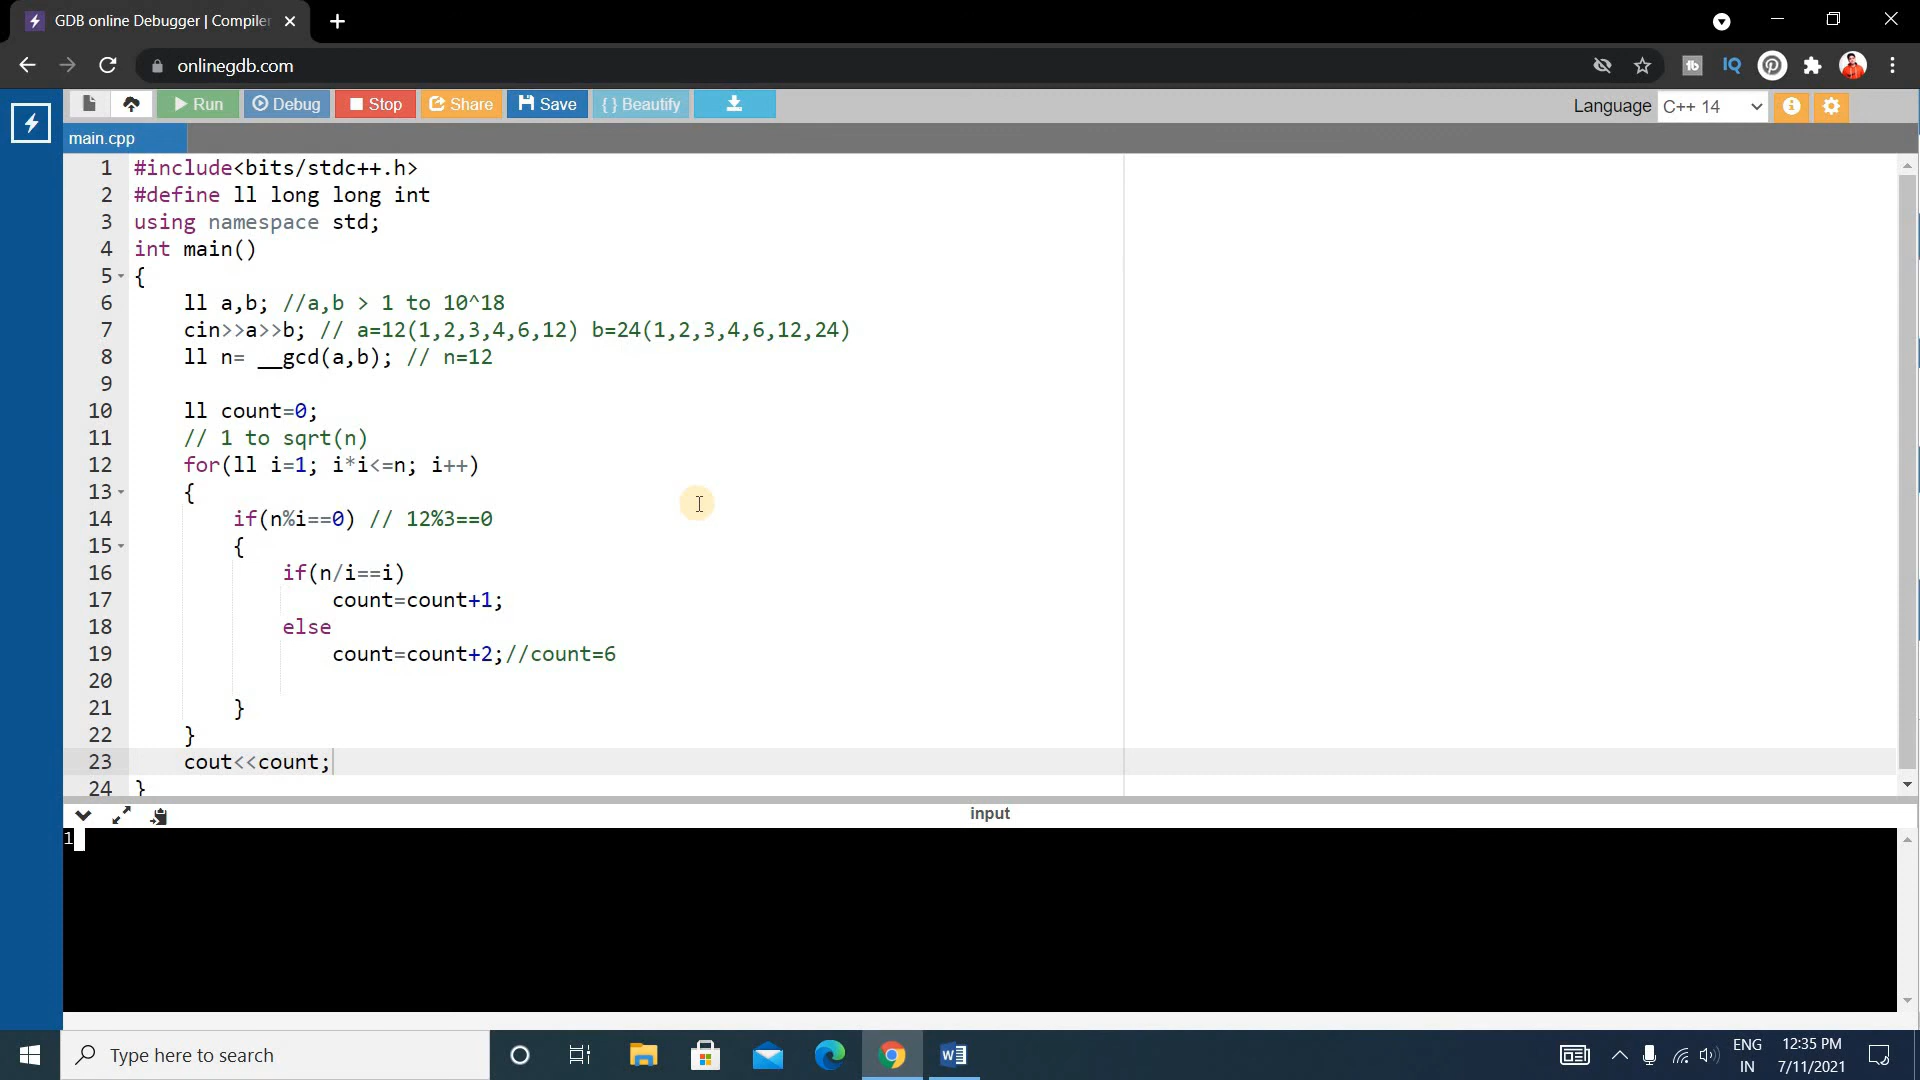 GDB online Debugger | Compiler
onlinegdb.com
Run Debug Stop Share Save { } Beautify Language C++ 14
main.cpp
1 #include<bits/stdc++.h>
2 #define ll long long int
3 using namespace std;
4 int main()
5 {
6 ll a,b; //a,b > 1 to 10^18
7 cin>>a>>b; // a=12(1,2,3,4,6,12) b=24(1,2,3,4,6,12,24)
8 ll n= __gcd(a,b); // n=12
9
10 ll count=0;
11 // 1 to sqrt(n)
12 for(ll i=1; i*i<=n; i++)
13 {
14 if(n%i==0) // 12%3==0
15 {
16 if(n/i==i)
17 count=count+1;
18 else
19 count=count+2;//count=6
20
21 }
22 }
23 cout<<count;
24 }
input
1
Type here to search
ENG
IN
12:35 PM
7/11/2021